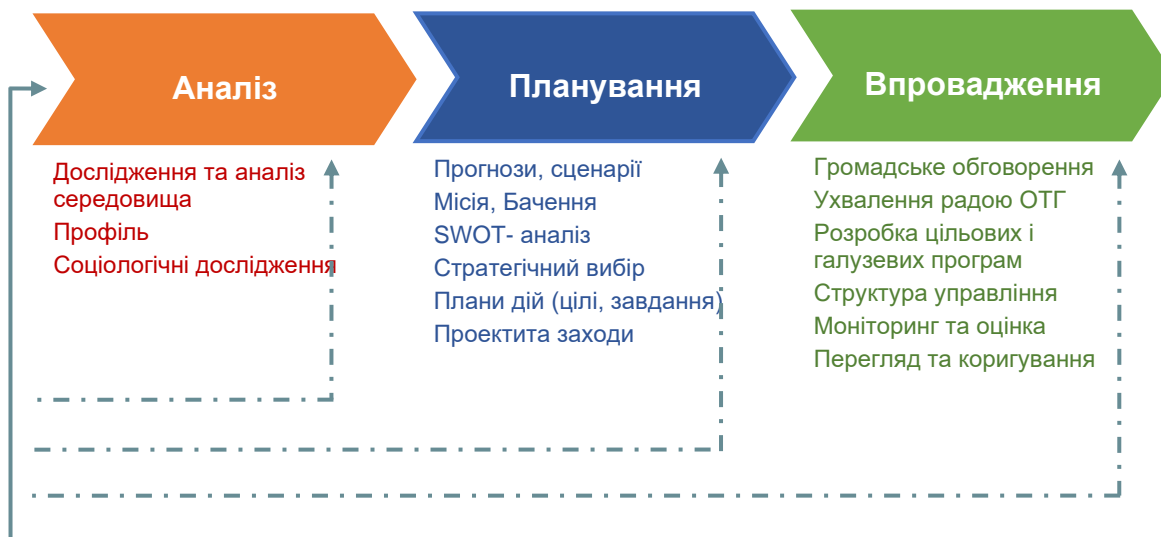 Аналіз
Дослідження та аналіз
середовища
Профіль
Соціологічні дослідження
Планування
Прогнози, сценарії
Місія, Бачення
SWOT- аналіз
Стратегічний вибір
Плани дій (цілі, завдання)
Проектита заходи
Впровадження
Громадське обговорення
Ухвалення радою ОТГ
Розробка цільових і
галузевих програм
Структура управління
Моніторинг та оцінка
Перегляд та коригування